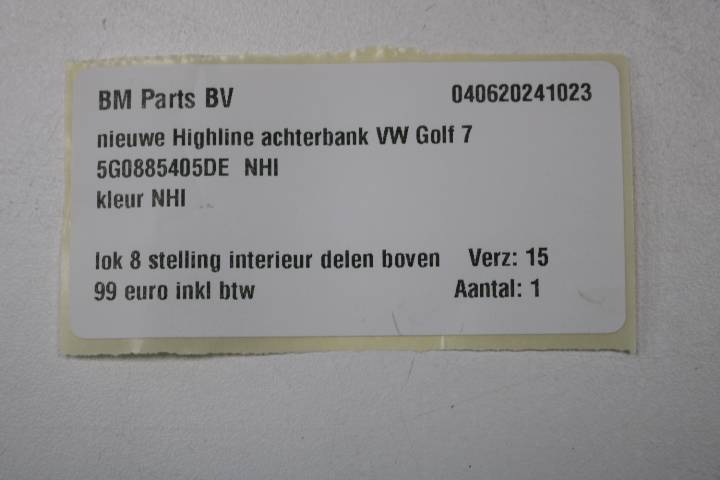 BM Parts BV 040620241023
nieuwe Highline achterbank VW Golf 7
5G0885405DE NHI
kleur NHI
lok 8 stelling interieur delen boven Verz: 15
99 euro inkl btw Aantal: 1